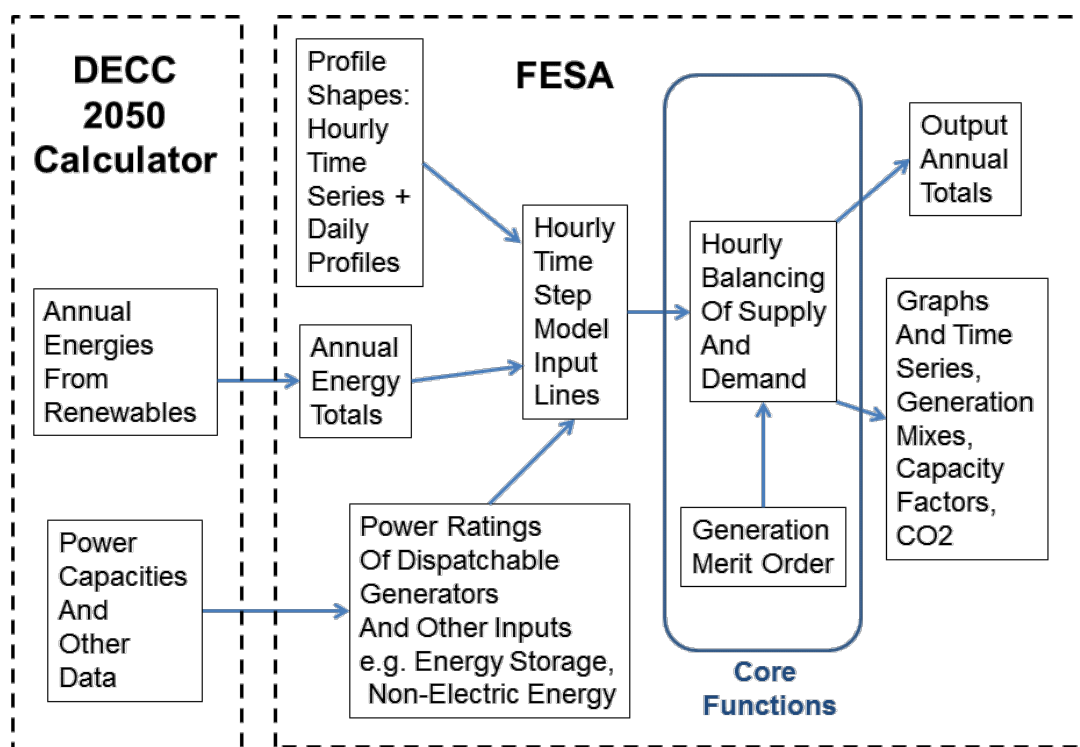 DECC
2050
Calculator
Annual
Energies
From
Renewables
Power
Capacities
And
Other
Data
FESA
Profile
Shapes:
Hourly
Time
Series +
Daily
Profiles
Annual
Energy
Totals
Power Ratings
Of Dispatchable
Generators
And Other Inputs
e.g. Energy Storage,
Non-Electric Energy
Hourly
Time
Step
Model
Input
Lines
Hourly
Balancing
Of Supply
And
Demand
Generation
Merit Order
Core
Functions
Output
Annual
Totals
Graphs
And Time
Series,
Generation
Mixes,
Capacity
Factors,
CO2